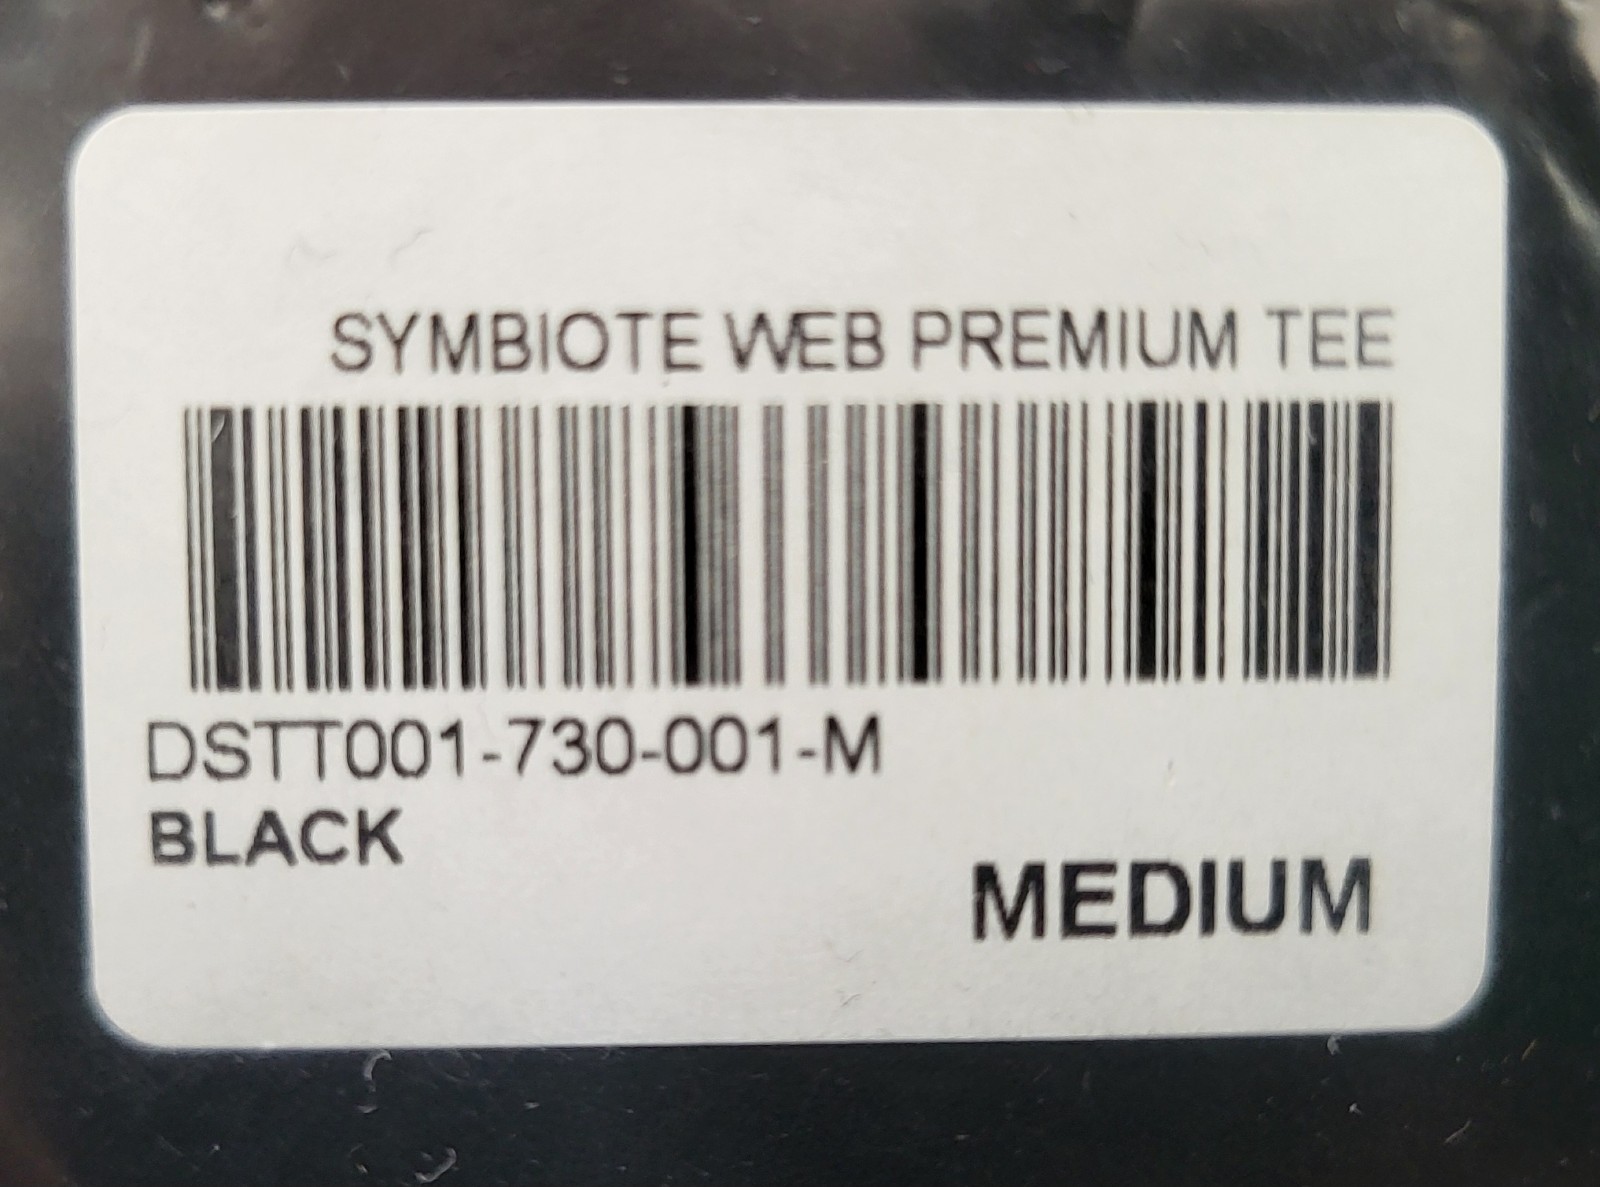 SYMBIOTE WEB PREMIUM TEE
DSTT001-730-001-M
BLACK
MEDIUM